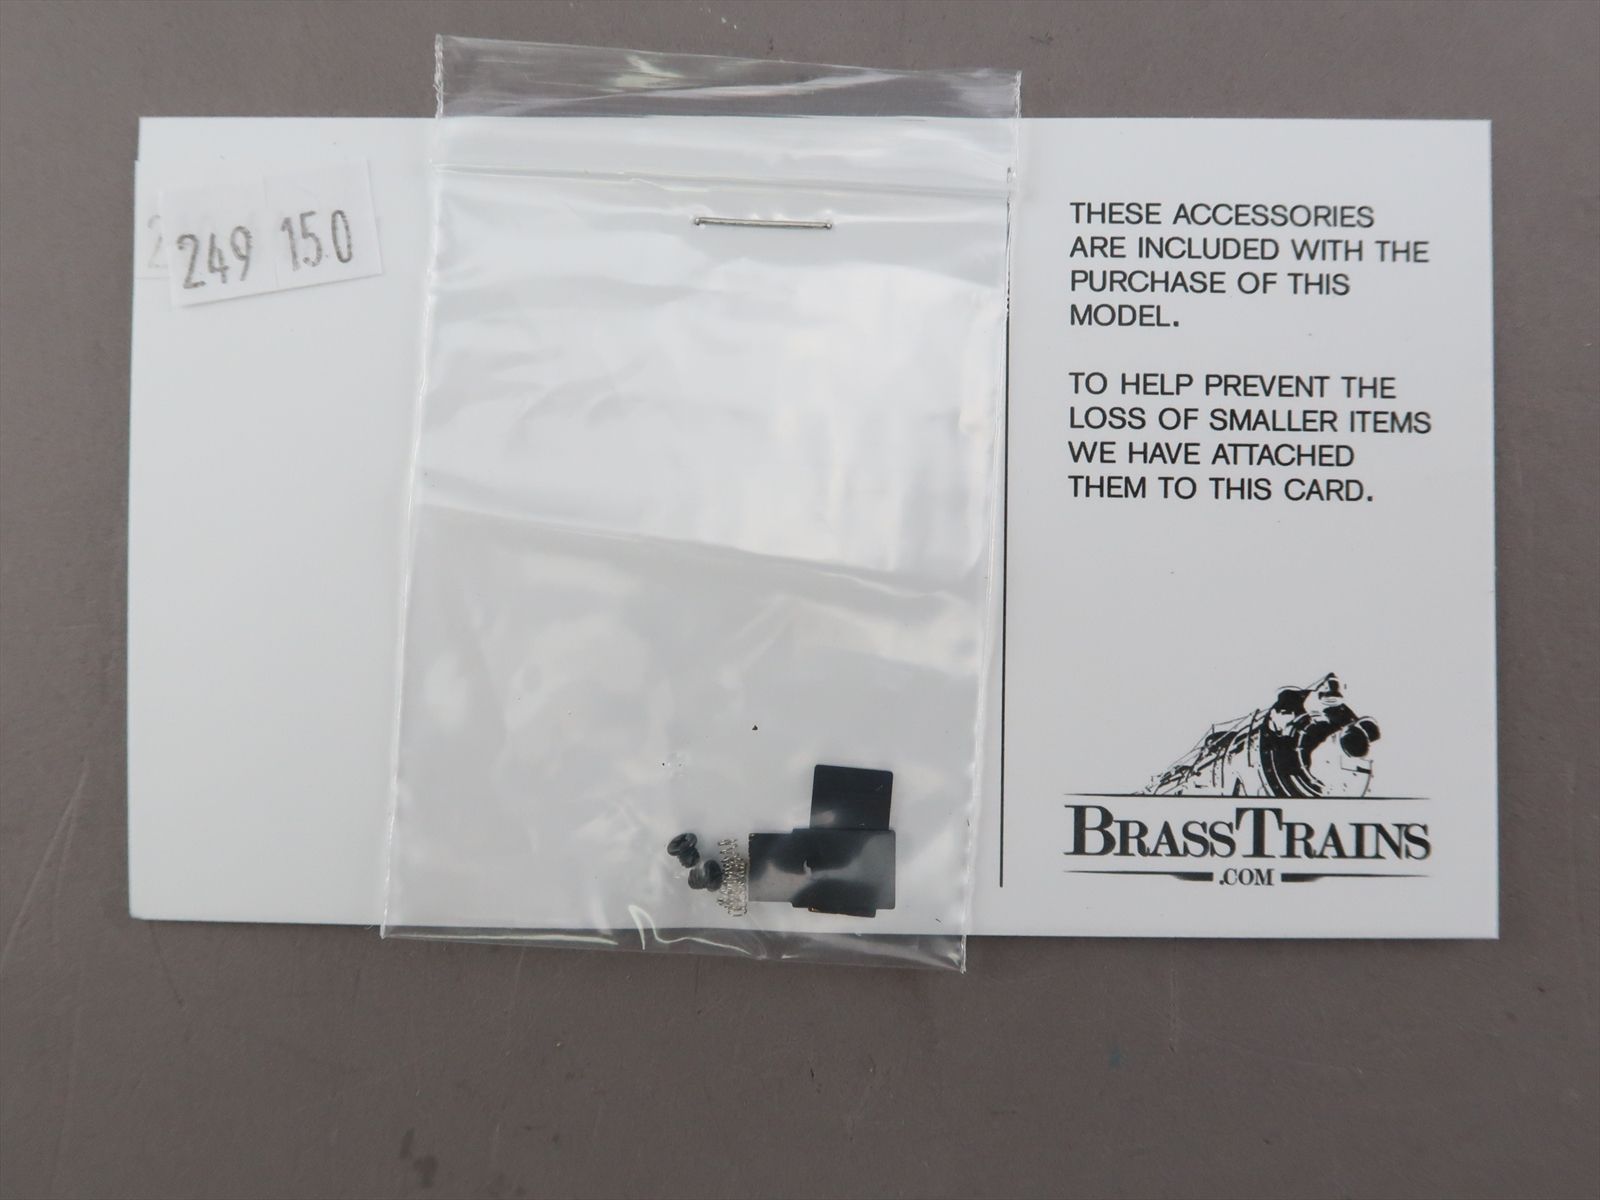 249 150
THESE ACCESSORIES
ARE INCLUDED WITH THE
PURCHASE OF THIS
MODEL.
TO HELP PREVENT THE
LOSS OF SMALLER ITEMS
WE HAVE ATTACHED
THEM TO THIS CARD.
BRASSTRAINS
.COM